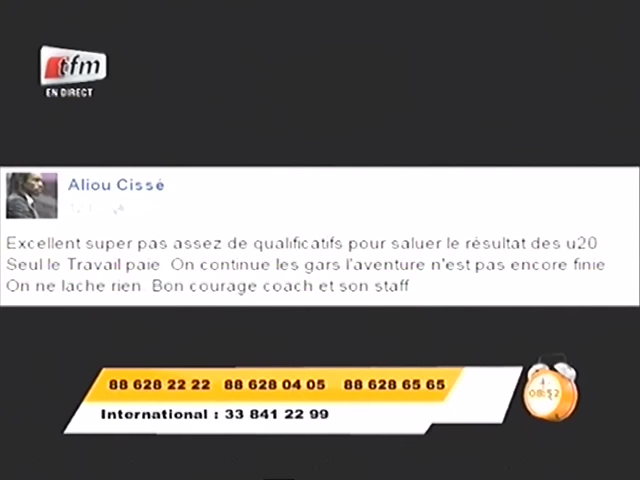 tfm
EN DIRECT
Aliou Cissé
Excellent super pas assez de qualificatifs pour saluer le résultat des u20
Seul le Travail paie On continue les gars l'aventure n'est pas encore finie
On ne lache rien Bon courage coach et son staff
88 628 22 22 88 628 04 05 88 628 65 65
International : 33 841 22 99
08:52